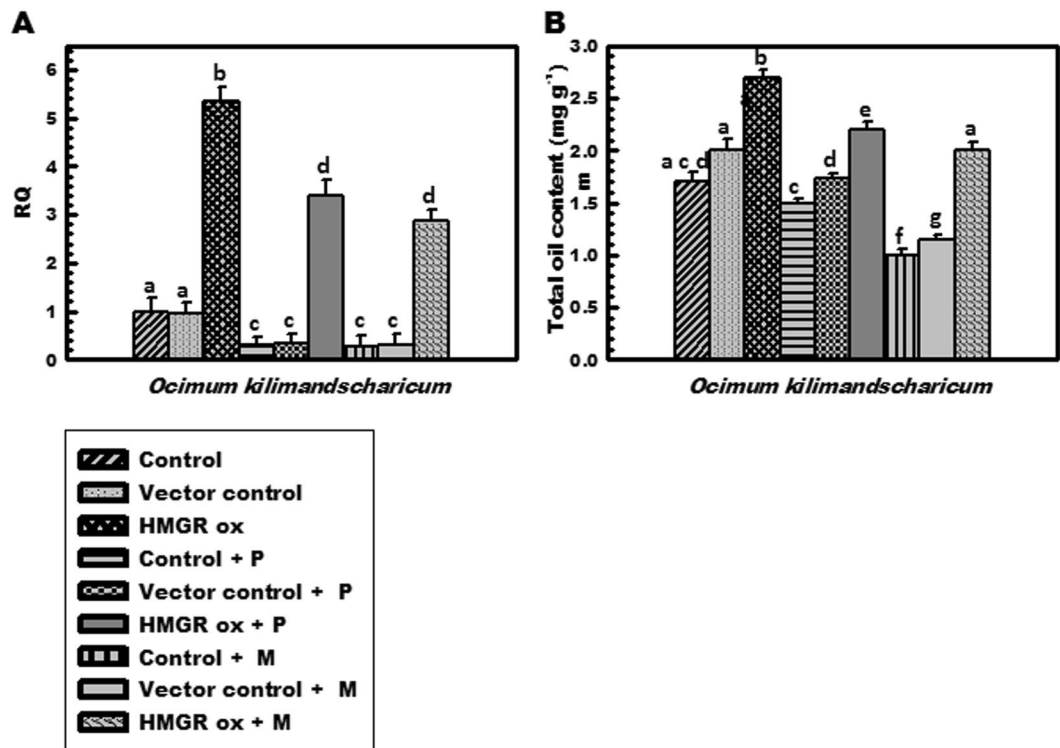 A
RQ
6
5
4
3
2
1
0
a
a
b
c
c
d
c
c
d
Ocimum kilimandscharicum
B
Total oil content (mg g⁻¹)
m
3.0
2.5
2.0
1.5
1.0
0.5
0.0
a c d
a
a
b
c
d
e
f
g
a
Ocimum kilimandscharicum
Control
Vector control
HMGR ox
Control + P
Vector control + P
HMGR ox + P
Control + M
Vector control + M
HMGR ox + M